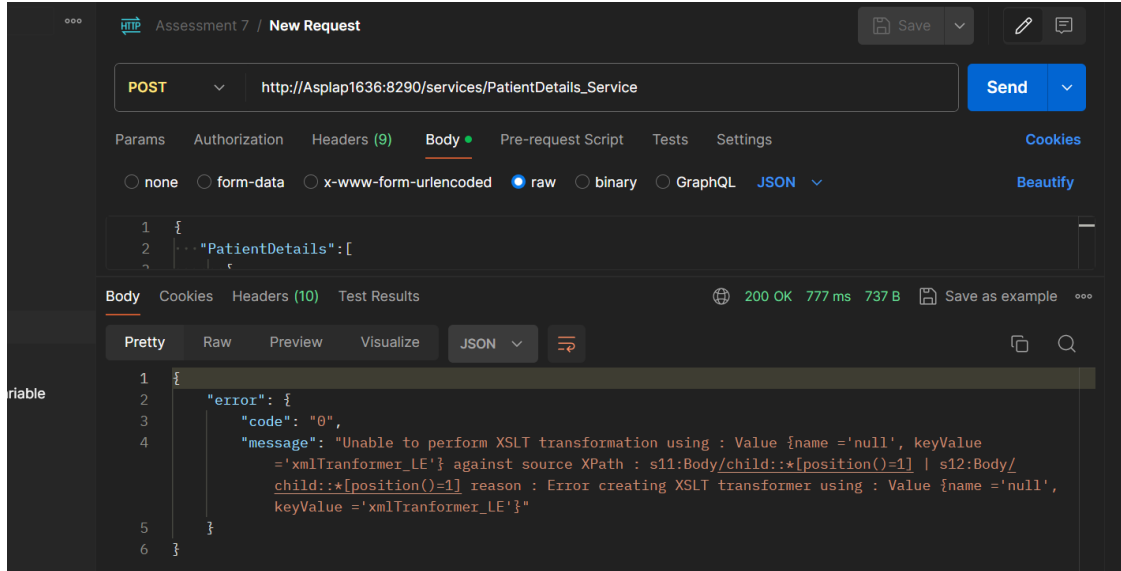 ooo HTTP Assessment 7 / New Request Save
POST http://Asplap1636:8290/services/PatientDetails_Service Send
Params Authorization Headers (9) Body Pre-request Script Tests Settings Cookies
none form-data x-www-form-urlencoded raw binary GraphQL JSON Beautify
1 {
2 "PatientDetails":[
Body Cookies Headers (10) Test Results 200 OK 777 ms 737 B Save as example ooo
Pretty Raw Preview Visualize JSON
1 {
riable
2 "error": {
3 "code": "0",
4 "message": "Unable to perform XSLT transformation using : Value {name ='null', keyValue
='xmlTranformer_LE'} against source XPath : s11:Body/child::*[position()=1] | s12:Body/
child::*[position()=1] reason : Error creating XSLT transformer using : Value {name ='null',
keyValue ='xmlTranformer_LE'}"
5 }
6 }